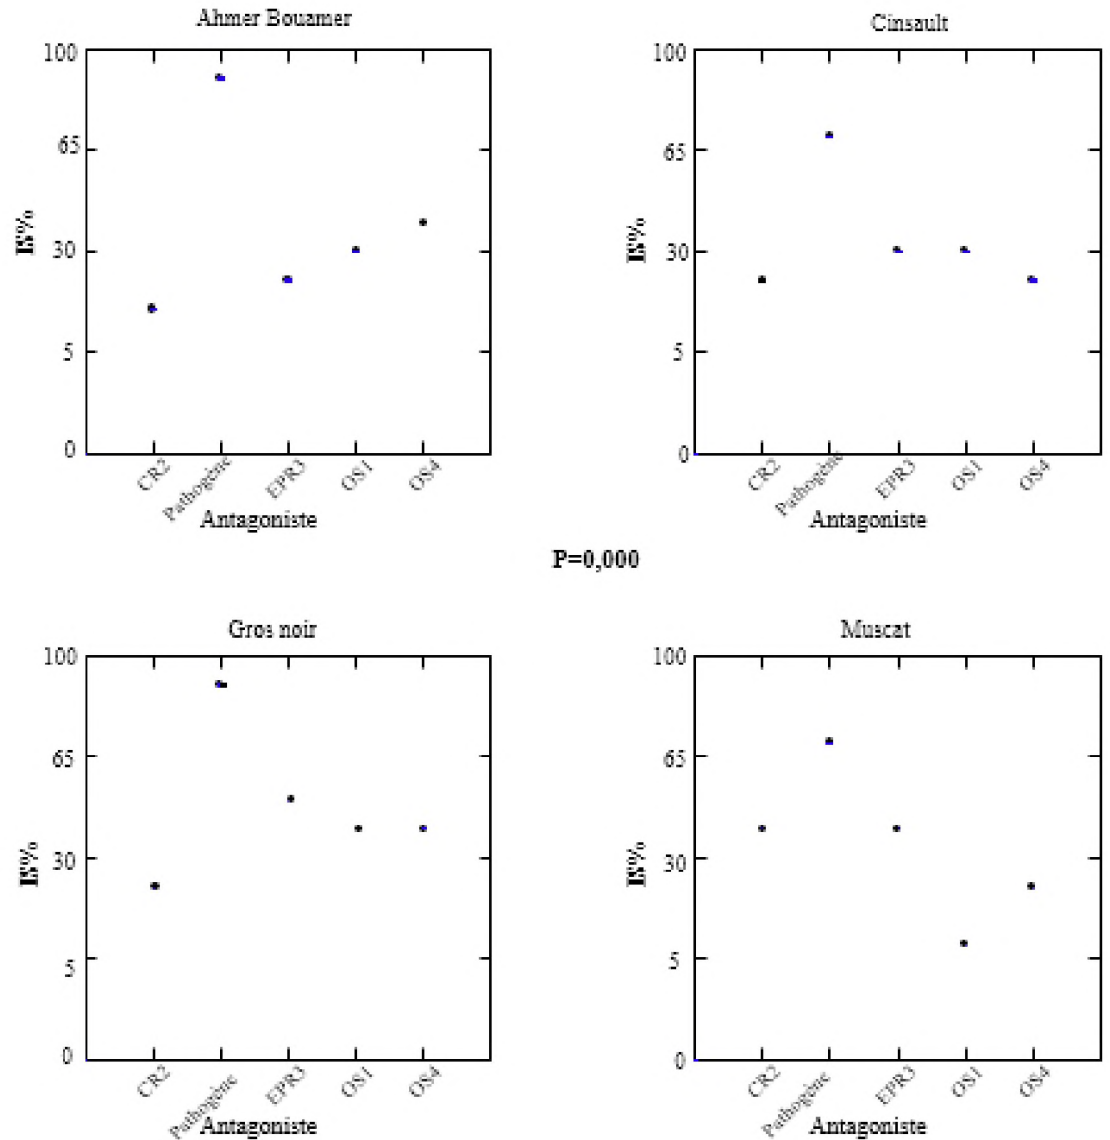 Ahmer Bouamer
100
65
IS%
30
5
0
CR2
Pathogène
EPR3
OS1
OS4
Antagoniste
Cinsault
100
65
IS%
30
5
0
CR2
Pathogène
EPR3
OS1
OS4
Antagoniste
P=0,000
Gros noir
100
65
IS%
30
5
0
CR2
Pathogène
EPR3
OS1
OS4
Antagoniste
Muscat
100
65
IS%
30
5
0
CR2
Pathogène
EPR3
OS1
OS4
Antagoniste